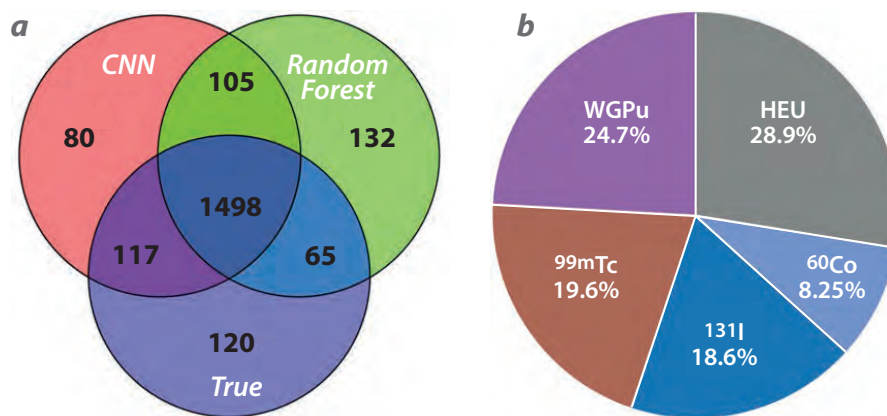 a
CNN
Random
Forest
105
80
132
1498
117
65
120
True
b
WGPu
24.7%
HEU
28.9%
⁹⁹ᵐTc
19.6%
⁶⁰Co
8.25%
¹³¹I
18.6%